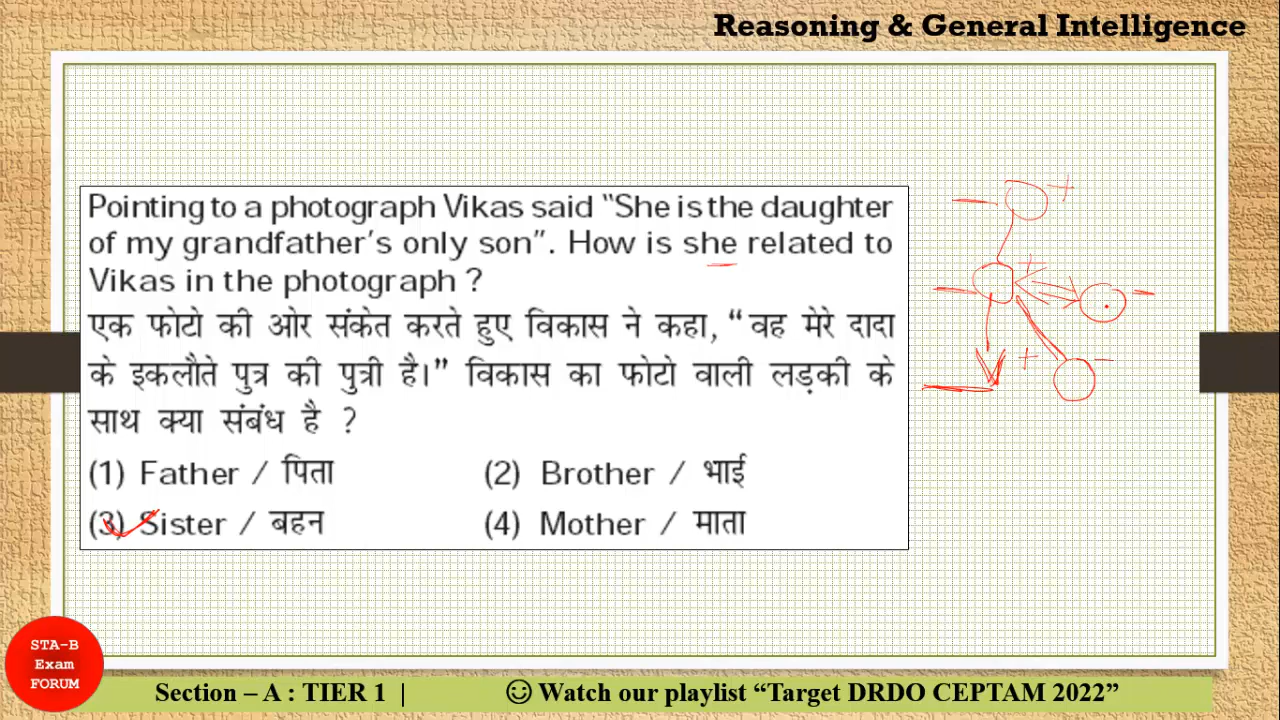 Reasoning & General Intelligence
Pointing to a photograph Vikas said "She is the daughter
of my grandfather's only son". How is she related to
Vikas in the photograph ?
एक फोटो की ओर संकेत करते हुए विकास ने कहा, “वह मेरे दादा
के इकलौते पुत्र की पुत्री है।” विकास का फोटो वाली लड़की के
साथ क्या संबंध है ?
(1) Father / पिता (2) Brother / भाई
(3) Sister / बहन (4) Mother / माता
STA-B
Exam
FORUM
Section – A : TIER 1 | ☺ Watch our playlist “Target DRDO CEPTAM 2022”